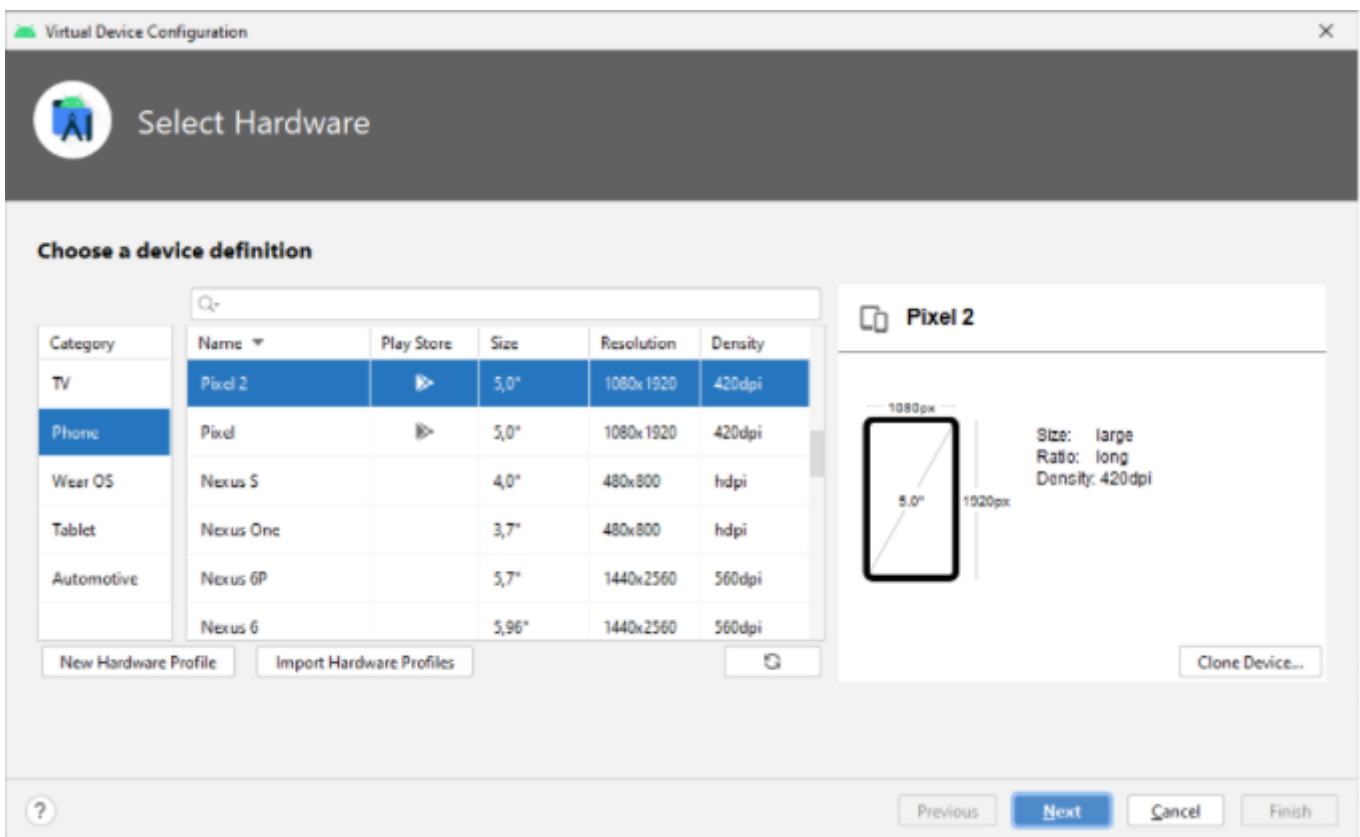 Virtual Device Configuration
Select Hardware
Choose a device definition
Category
TV
Phone
Wear OS
Tablet
Automotive
Name Play Store Size Resolution Density
Pixel 2 5,0" 1080x1920 420dpi
Pixel 5,0" 1080x1920 420dpi
Nexus S 4,0" 480x800 hdpi
Nexus One 3,7" 480x800 hdpi
Nexus 6P 5,7" 1440x2560 560dpi
Nexus 6 5,96" 1440x2560 560dpi
New Hardware Profile Import Hardware Profiles
Pixel 2
1080px
5.0" 1920px
Size: large
Ratio: long
Density: 420dpi
Clone Device...
? Previous Next Cancel Finish